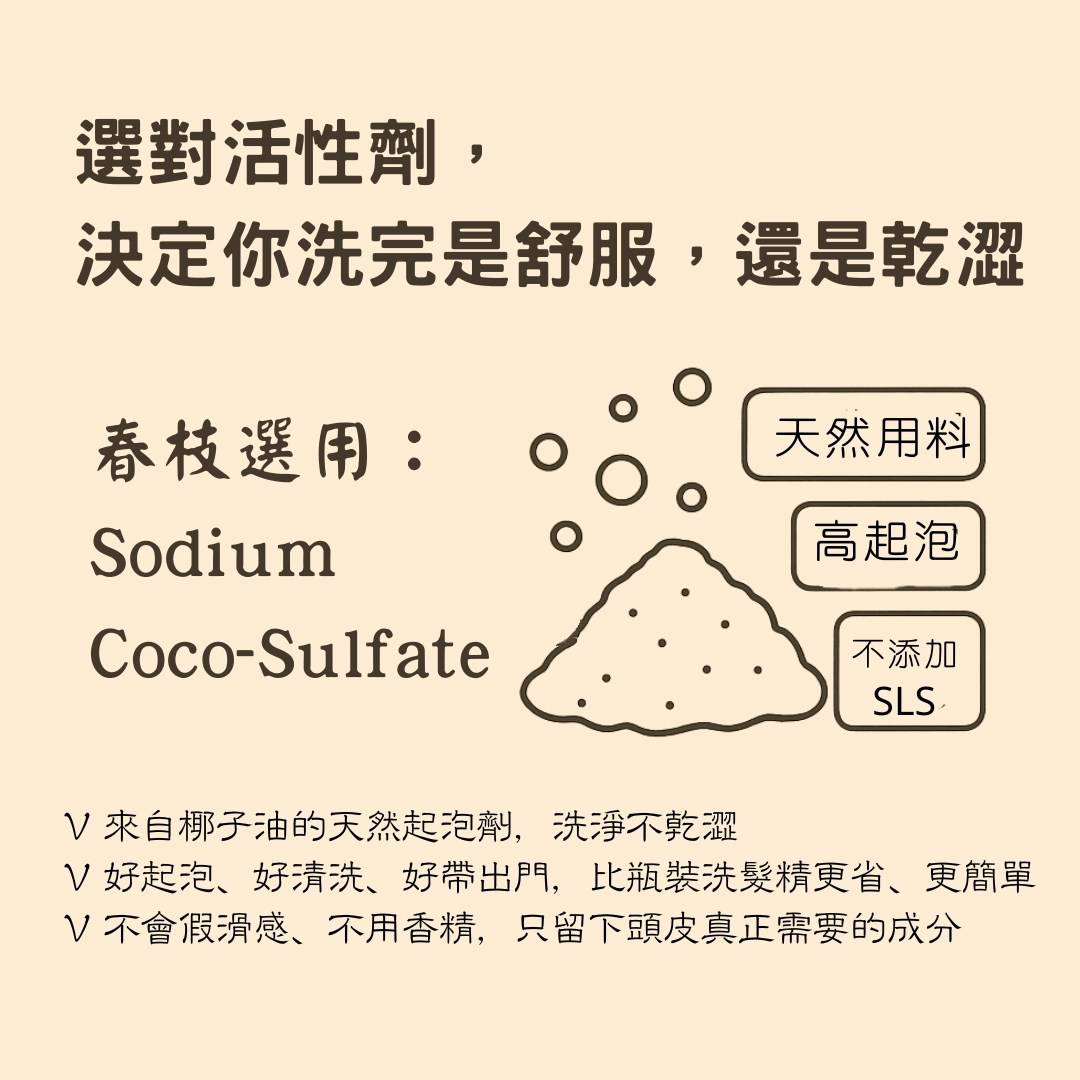 選對活性劑，
決定你洗完是舒服，還是乾澀
春枝選用：
Sodium
Coco-Sulfate
天然用料
高起泡
不添加
SLS
V 來自椰子油的天然起泡劑，洗淨不乾澀
V 好起泡、好清洗、好帶出門，比瓶裝洗髮精更省、更簡單
V 不會假滑感、不用香精，只留下頭皮真正需要的成分